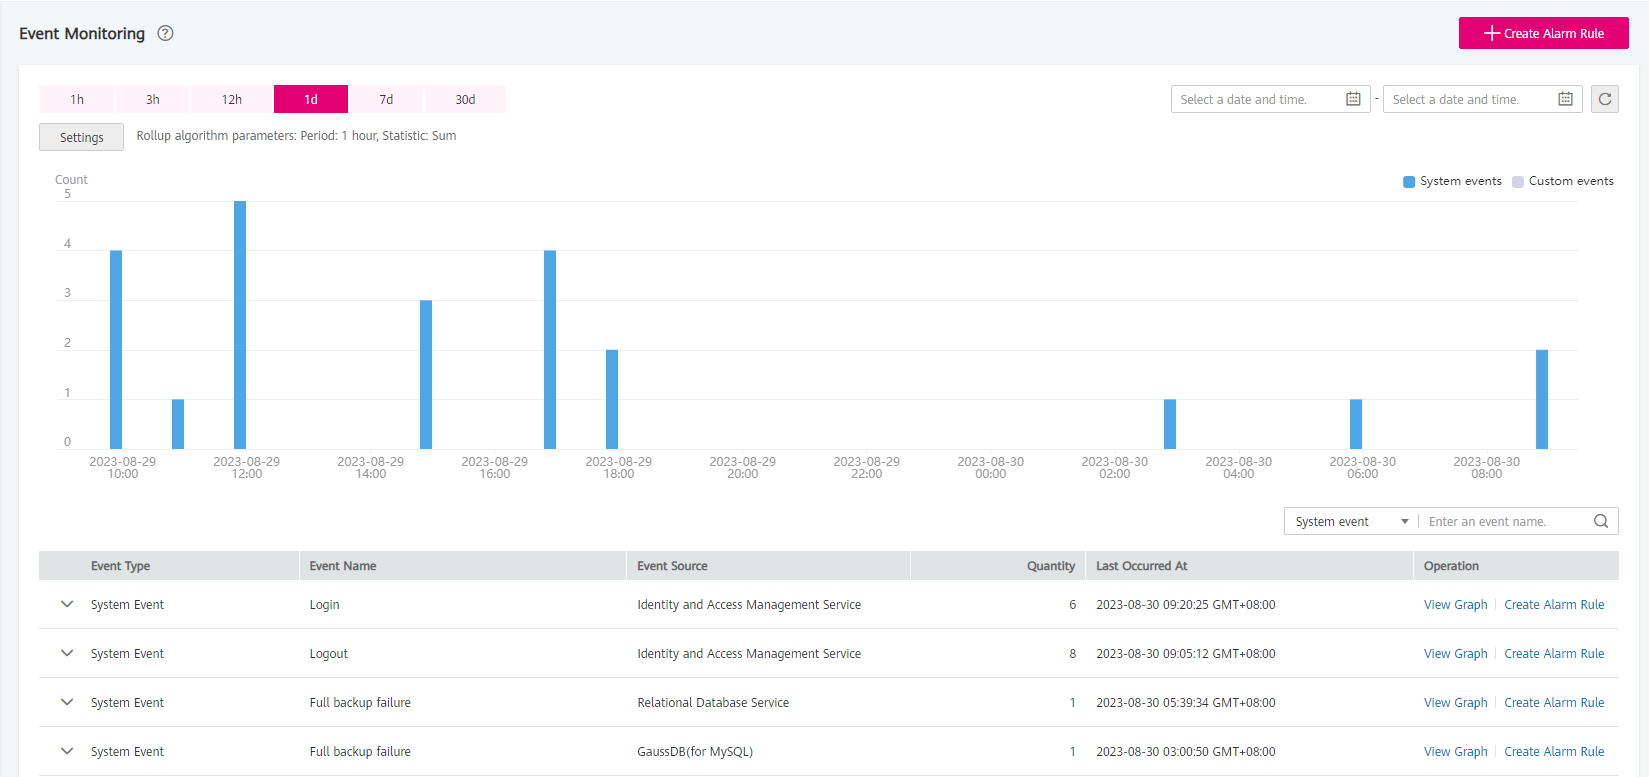 Event Monitoring ?
Create Alarm Rule
1h 3h 12h 1d 7d 30d
Select a date and time. - Select a date and time.
Settings Rollup algorithm parameters: Period: 1 hour, Statistic: Sum
Count
System events Custom events
5
4
3
2
1
0
2023-08-29 2023-08-29 2023-08-29 2023-08-29 2023-08-29 2023-08-29 2023-08-29 2023-08-30 2023-08-30 2023-08-30 2023-08-30 2023-08-30
10:00 12:00 14:00 16:00 18:00 20:00 22:00 00:00 02:00 04:00 06:00 08:00
System event Enter an event name.
Event Type Event Name Event Source Quantity Last Occurred At Operation
System Event Login Identity and Access Management Service 6 2023-08-30 09:20:25 GMT+08:00 View Graph Create Alarm Rule
System Event Logout Identity and Access Management Service 8 2023-08-30 09:05:12 GMT+08:00 View Graph Create Alarm Rule
System Event Full backup failure Relational Database Service 1 2023-08-30 05:39:34 GMT+08:00 View Graph Create Alarm Rule
System Event Full backup failure GaussDB(for MySQL) 1 2023-08-30 03:00:50 GMT+08:00 View Graph Create Alarm Rule